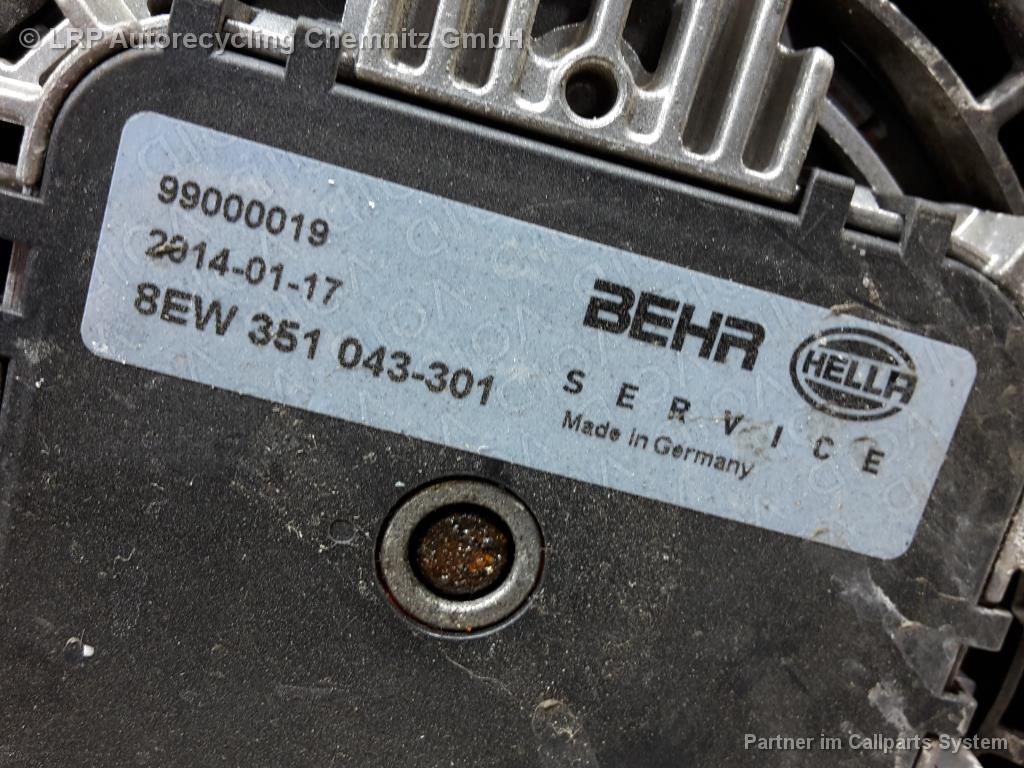 © LRP Autorecycling Chemnitz GmbH
99000019
2014-01-17
8EW 351 043-301
BEHR
HELLA
SERVICE
Made in Germany
Partner im Callparts System